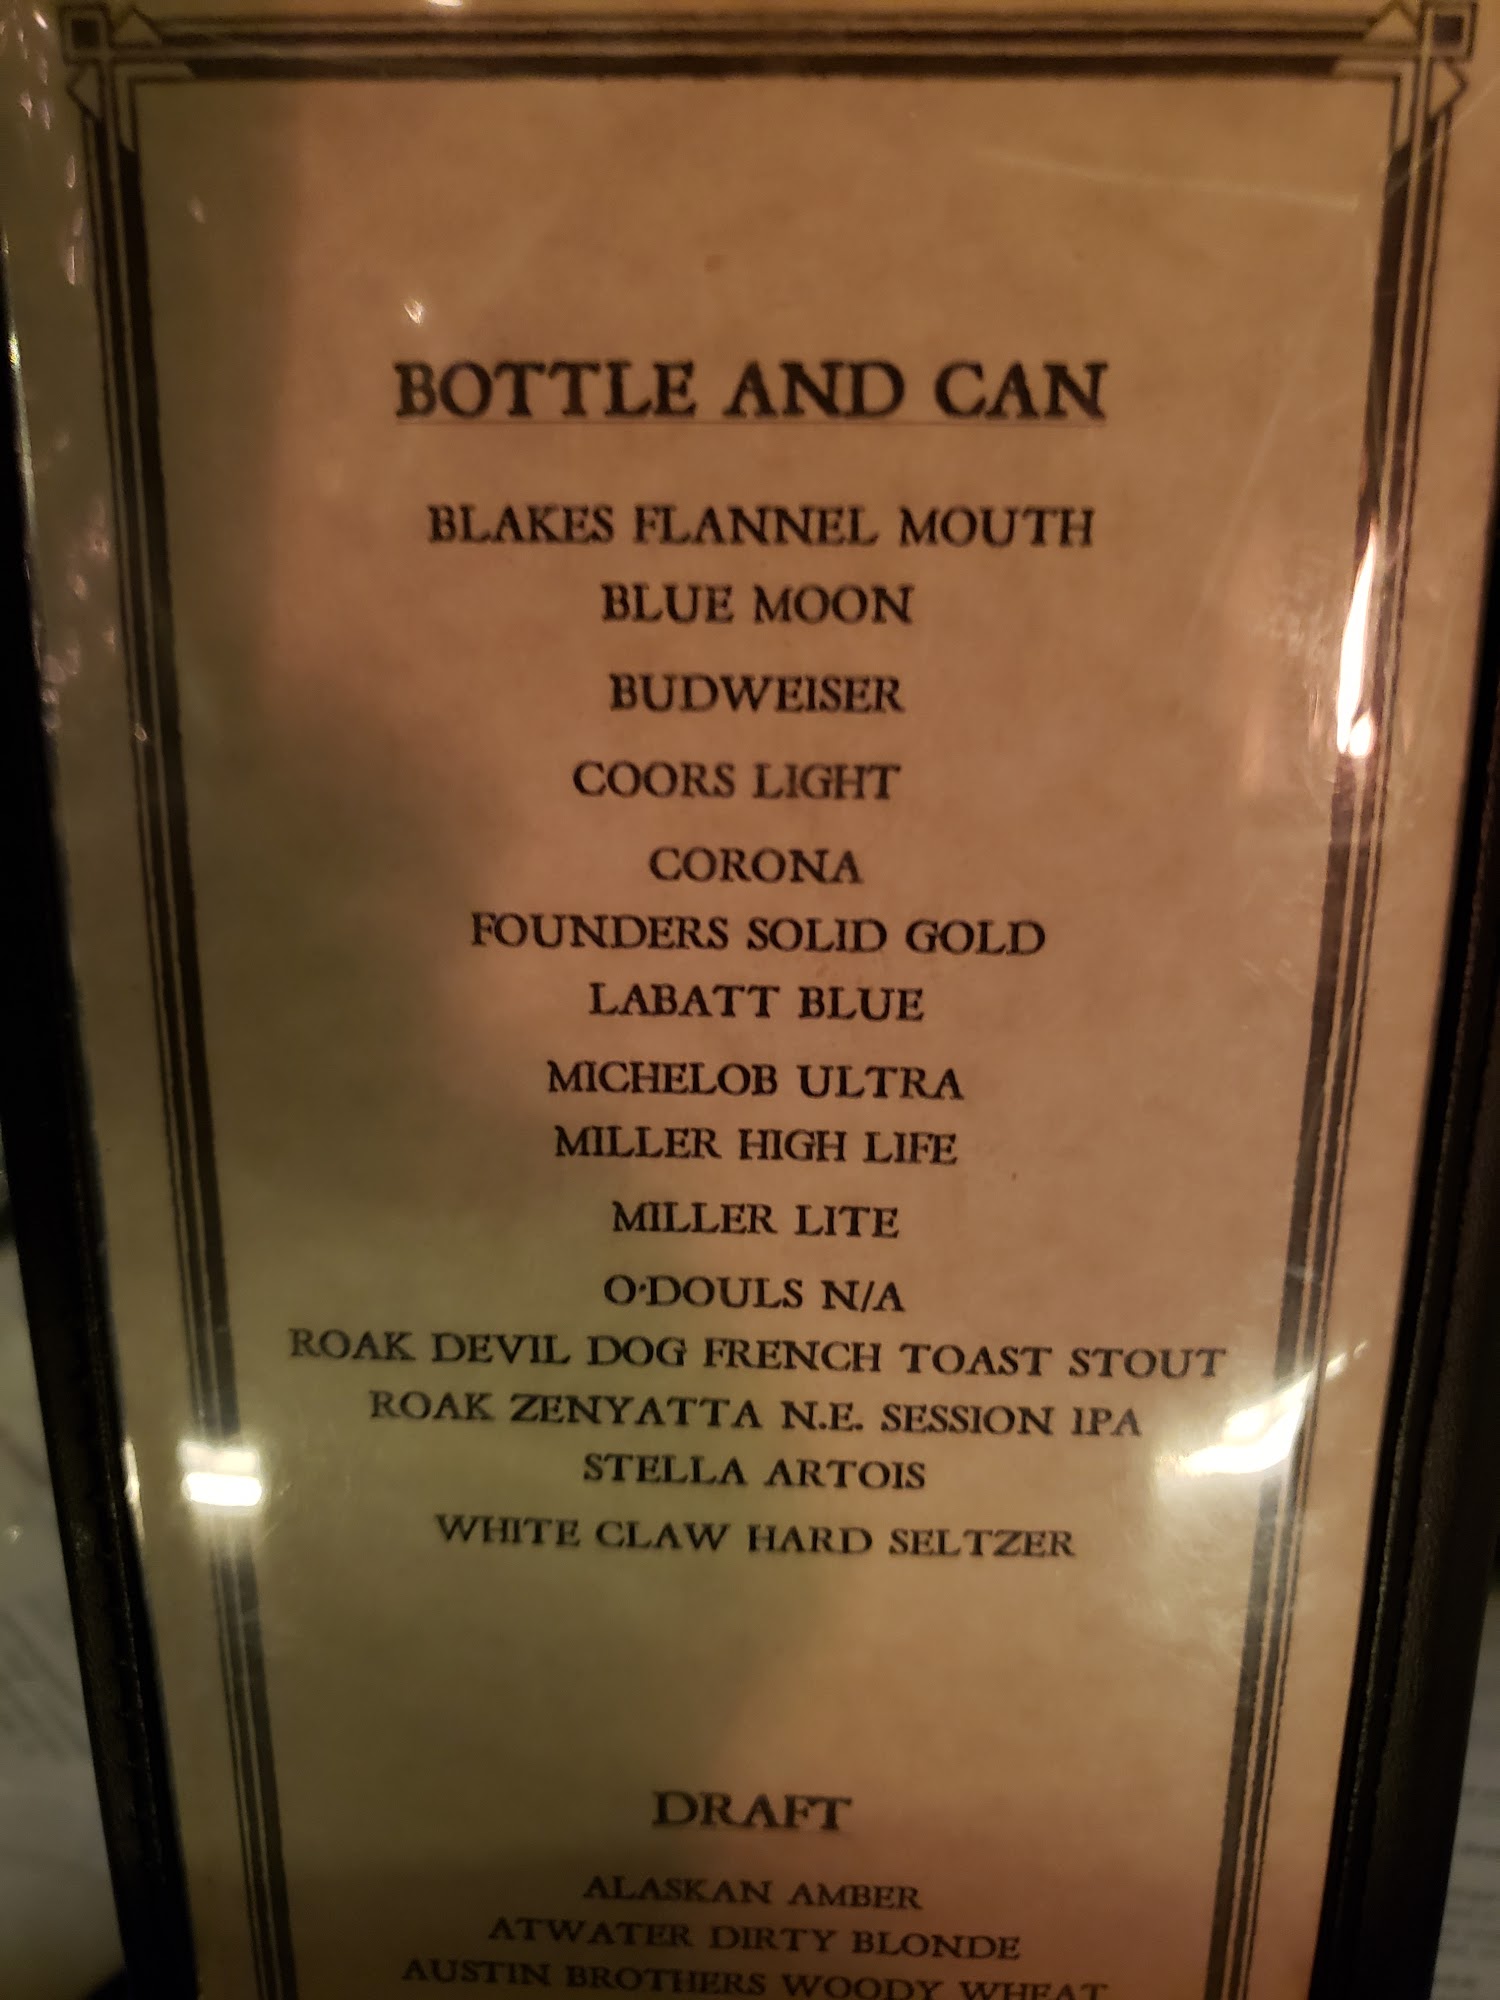 BOTTLE AND CAN
BLAKES FLANNEL MOUTH
BLUE MOON
BUDWEISER
COORS LIGHT
CORONA
FOUNDERS SOLID GOLD
LABATT BLUE
MICHELOB ULTRA
MILLER HIGH LIFE
MILLER LITE
O'DOULS N/A
ROAK DEVIL DOG FRENCH TOAST STOUT
ROAK ZENYATTA N.E. SESSION IPA
STELLA ARTOIS
WHITE CLAW HARD SELTZER
DRAFT
ALASKAN AMBER
ATWATER DIRTY BLONDE
AUSTIN BROTHERS WOODY WHEAT